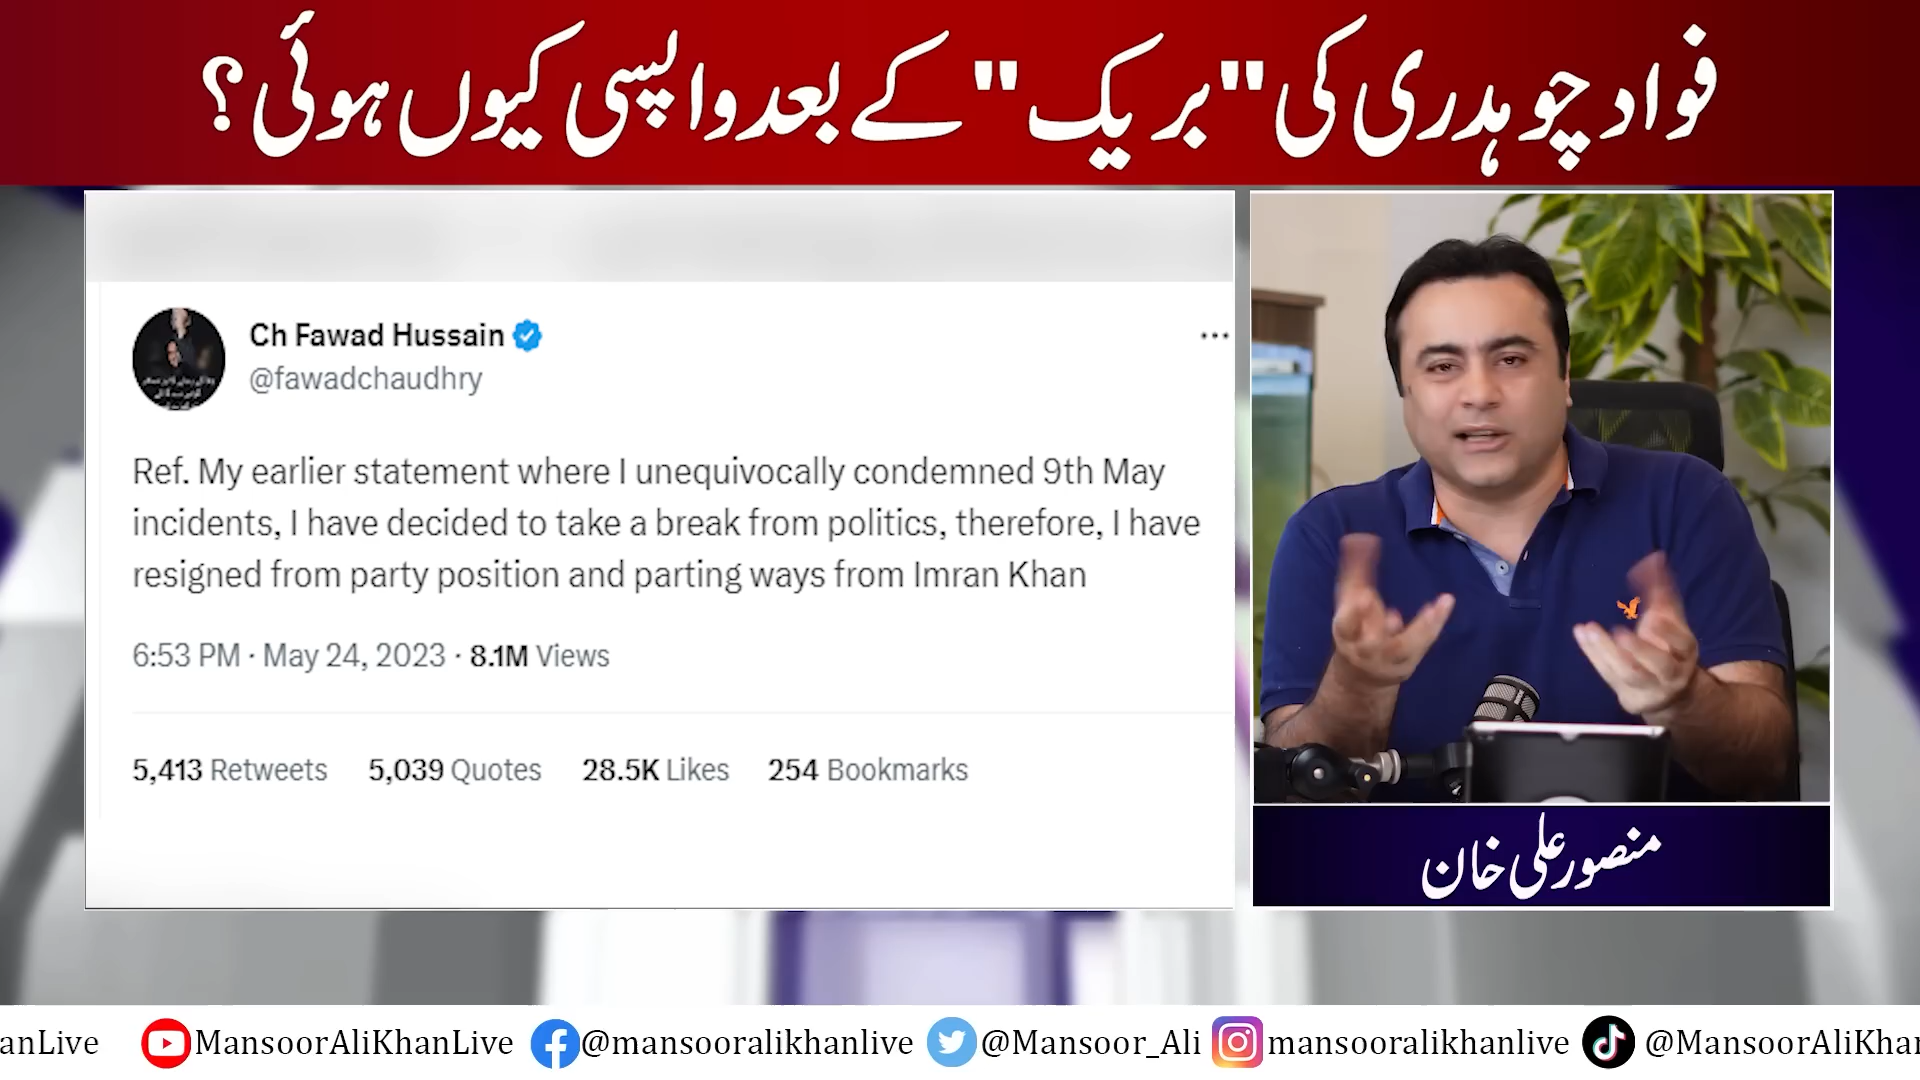 فواد چوہدری کی "بریک" کے بعد واپسی کیوں ہوئی؟
Ch Fawad Hussain
@fawadchaudhry
Ref. My earlier statement where I unequivocally condemned 9th May
incidents, I have decided to take a break from politics, therefore, I have
resigned from party position and parting ways from Imran Khan
6:53 PM · May 24, 2023 · 8.1M Views
5,413 Retweets 5,039 Quotes 28.5K Likes 254 Bookmarks
منصور علی خان
anLive MansoorAliKhanLive @mansooralikhanlive @Mansoor_Ali mansooralikhanlive @MansoorAliKha